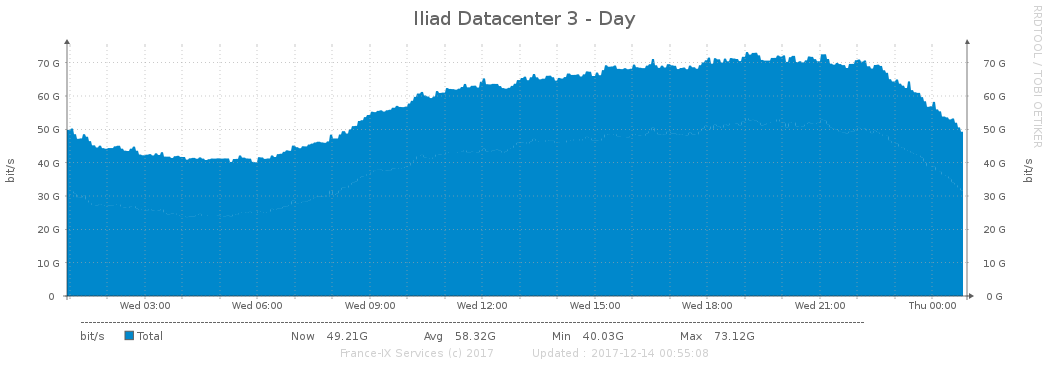 Iliad Datacenter 3 - Day
RRDTOOL / TOBI OETIKER
bit/s
70 G
60 G
50 G
40 G
30 G
20 G
10 G
0
70 G
60 G
50 G
40 G
30 G
20 G
10 G
0 G
bit/s
Wed 03:00 Wed 06:00 Wed 09:00 Wed 12:00 Wed 15:00 Wed 18:00 Wed 21:00 Thu 00:00
bit/s Total Now 49.21G Avg 58.32G Min 40.03G Max 73.12G
France-IX Services (c) 2017 Updated : 2017-12-14 00:55:08